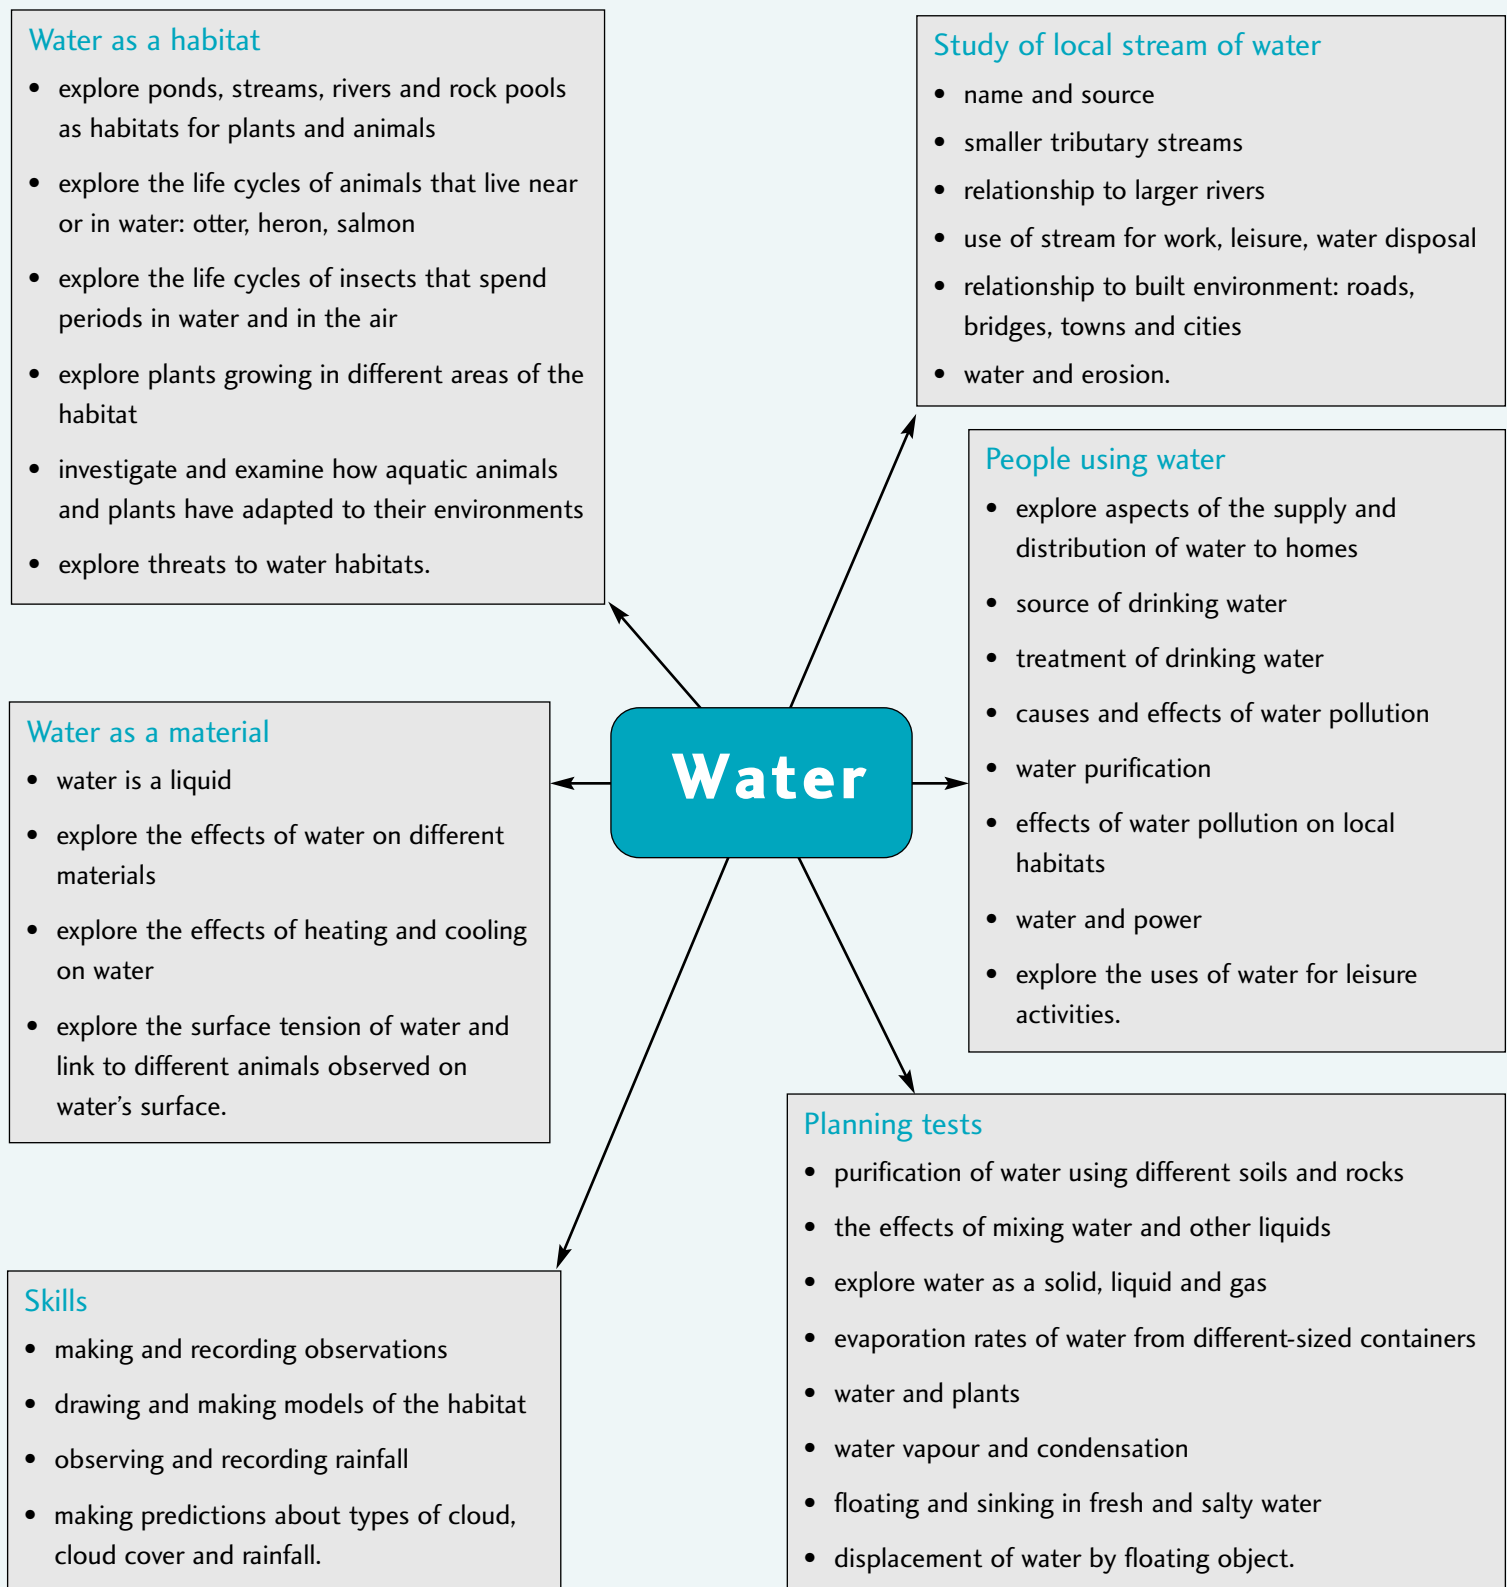 Water as a habitat
• explore ponds, streams, rivers and rock pools
as habitats for plants and animals
• explore the life cycles of animals that live near
or in water: otter, heron, salmon
• explore the life cycles of insects that spend
periods in water and in the air
• explore plants growing in different areas of the
habitat
• investigate and examine how aquatic animals
and plants have adapted to their environments
• explore threats to water habitats.
Study of local stream of water
• name and source
• smaller tributary streams
• relationship to larger rivers
• use of stream for work, leisure, water disposal
• relationship to built environment: roads,
bridges, towns and cities
• water and erosion.
People using water
• explore aspects of the supply and
distribution of water to homes
• source of drinking water
• treatment of drinking water
• causes and effects of water pollution
• water purification
• effects of water pollution on local
habitats
• water and power
• explore the uses of water for leisure
activities.
Water as a material
• water is a liquid
• explore the effects of water on different
materials
• explore the effects of heating and cooling
on water
• explore the surface tension of water and
link to different animals observed on
water’s surface.
Water
Skills
• making and recording observations
• drawing and making models of the habitat
• observing and recording rainfall
• making predictions about types of cloud,
cloud cover and rainfall.
Planning tests
• purification of water using different soils and rocks
• the effects of mixing water and other liquids
• explore water as a solid, liquid and gas
• evaporation rates of water from different-sized containers
• water and plants
• water vapour and condensation
• floating and sinking in fresh and salty water
• displacement of water by floating object.